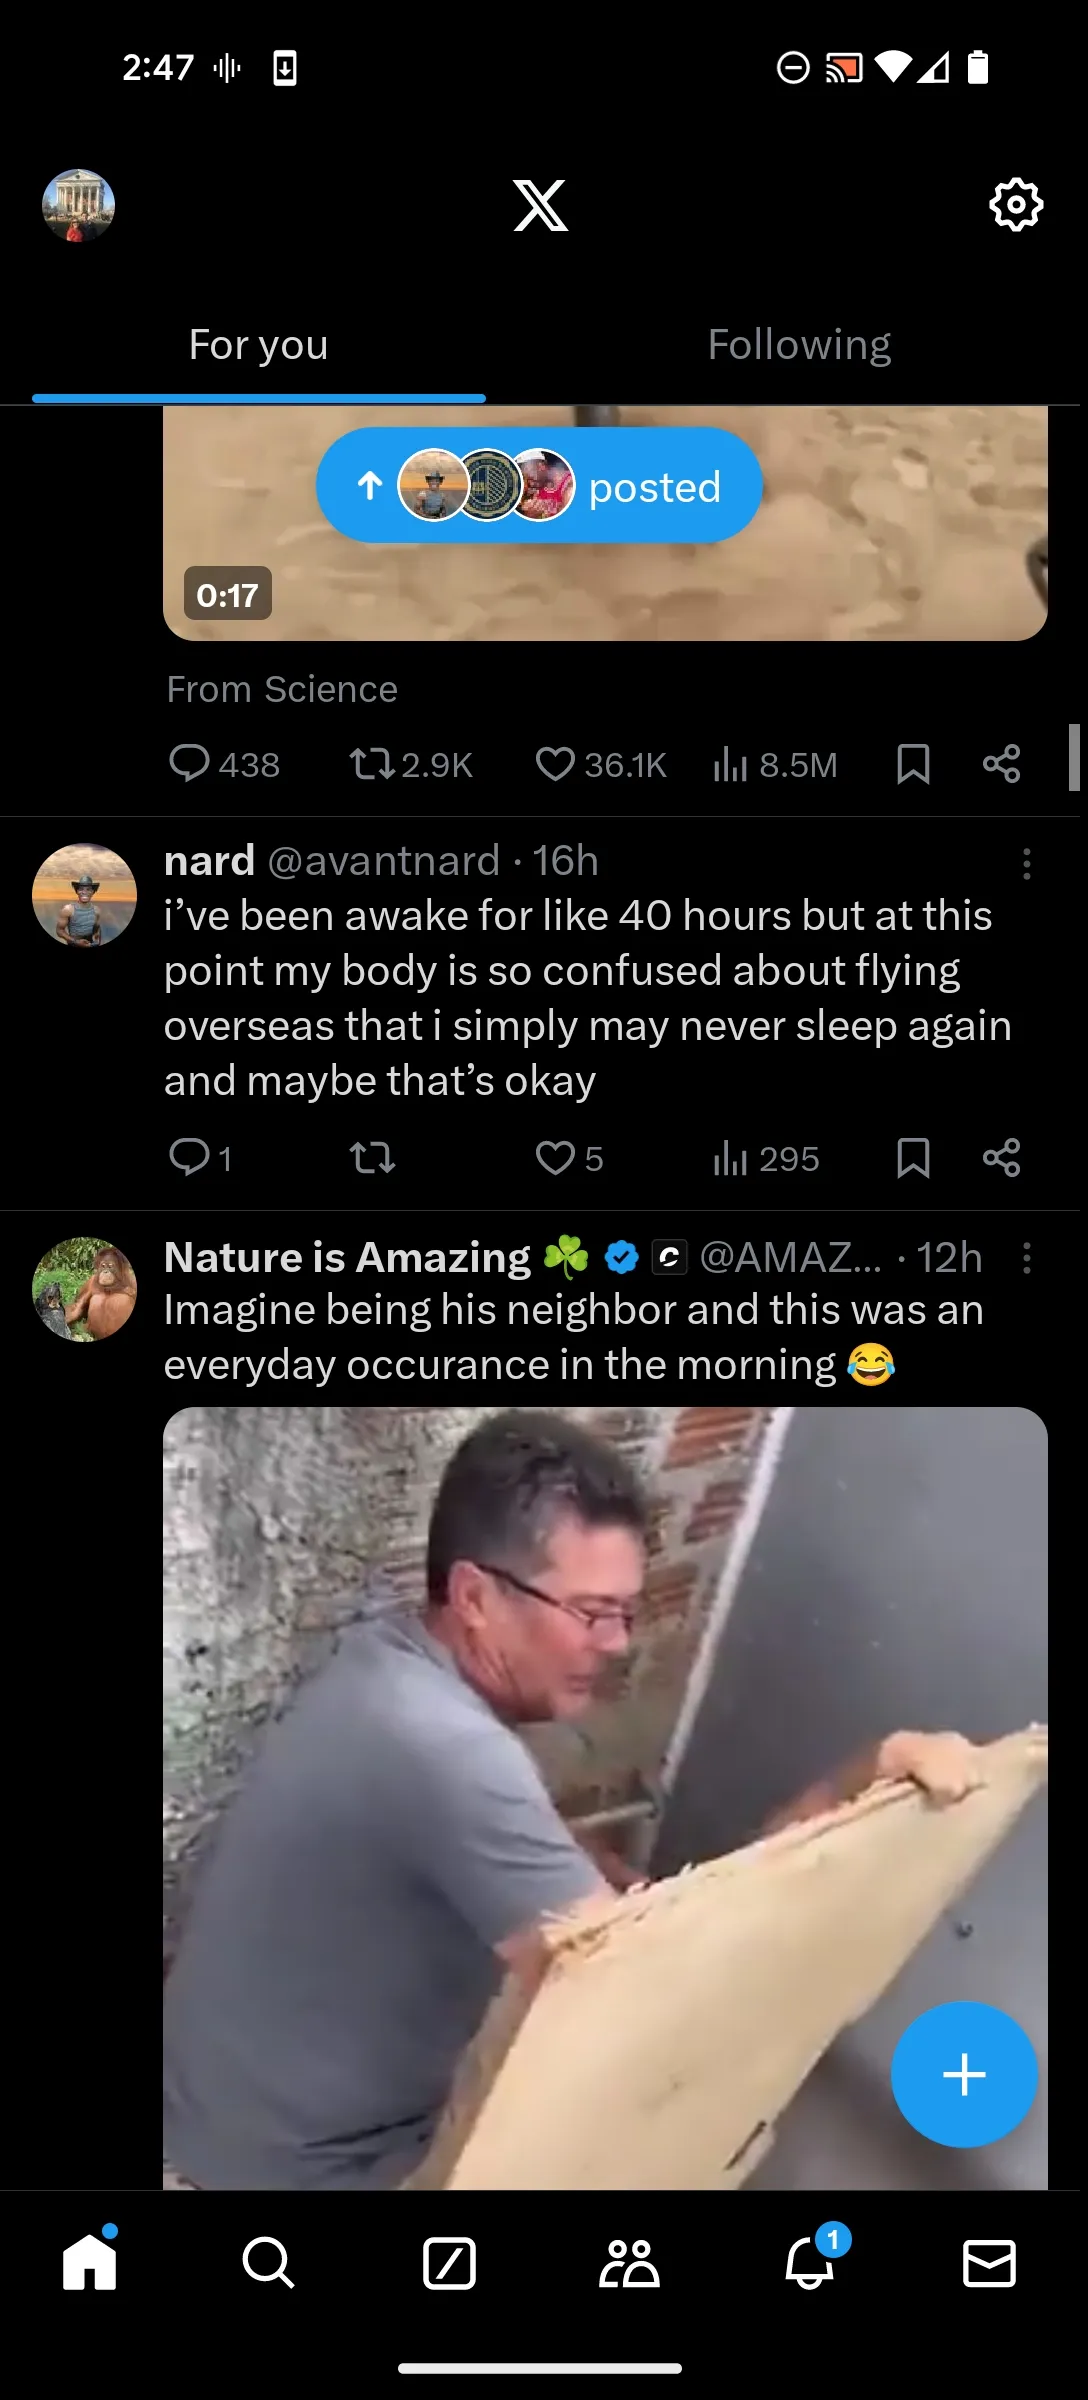 2:47
For you
Following
posted
0:17
From Science
438
2.9K
36.1K
8.5M
nard @avantnard · 16h
i’ve been awake for like 40 hours but at this
point my body is so confused about flying
overseas that i simply may never sleep again
and maybe that’s okay
1
5
295
Nature is Amazing ☘️ @AMAZ... · 12h
Imagine being his neighbor and this was an
everyday occurance in the morning 😂
1